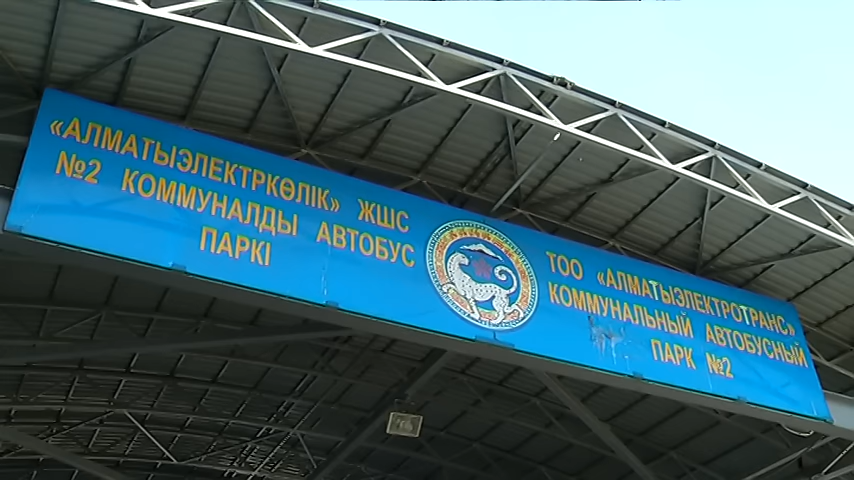 «АЛМАТЫЭЛЕКТРКӨЛІК» ЖШС
№2 КОММУНАЛДЫ АВТОБУС
ПАРКІ
ТОО «АЛМАТЫЭЛЕКТРОТРАНС»
КОММУНАЛЬНЫЙ АВТОБУСНЫЙ
ПАРК №2